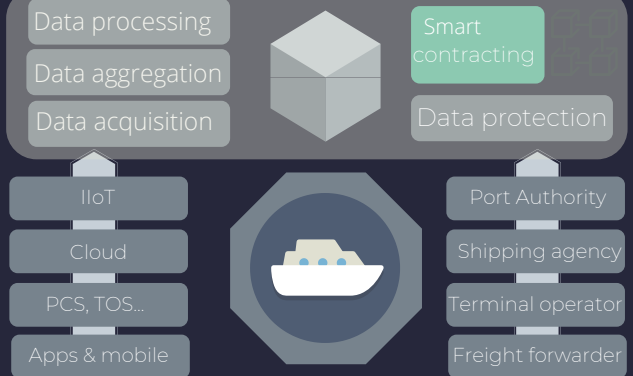 Data processing
Data aggregation
Data acquisition
Smart
contracting
Data protection
IIoT
Cloud
PCS, TOS...
Apps & mobile
Port Authority
Shipping agency
Terminal operator
Freight forwarder